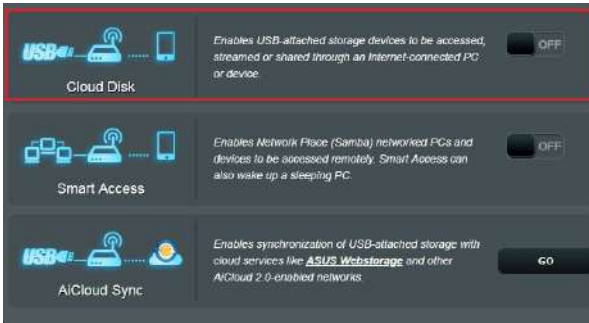 USB
Cloud Disk
Enables USB-attached storage devices to be accessed,
streamed or shared through an Internet-connected PC
or device.
OFF
Smart Access
Enables Network Place (Samba) networked PCs and
devices to be accessed remotely. Smart Access can
also wake up a sleeping PC.
OFF
USB
AiCloud Sync
Enables synchronization of USB-attached storage with
cloud services like ASUS Webstorage and other
AiCloud 2.0-enabled networks.
GO